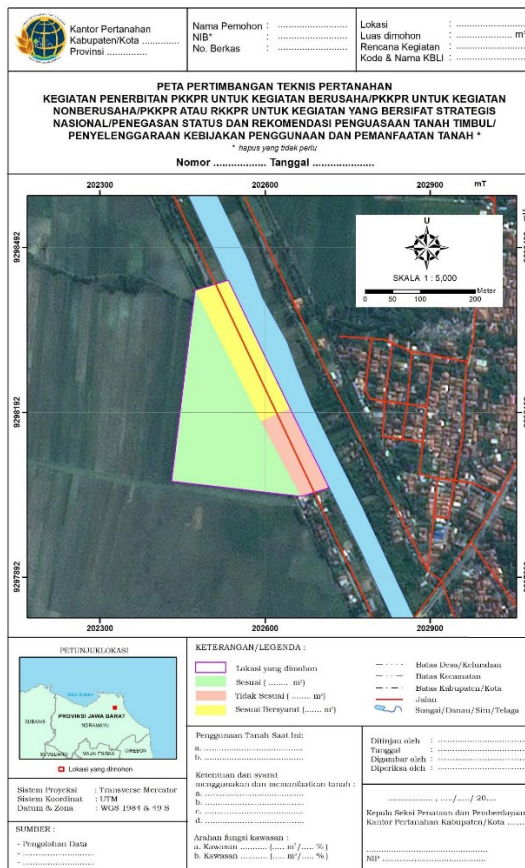 Kantor Pertanahan
Kabupaten/Kota .............
Provinsi ...............
Nama Pemohon : .........................
NIB* : .........................
No. Berkas : .........................
Lokasi : .........................
Luas dimohon : .................... m²
Rencana Kegiatan : .........................
Kode & Nama KBLI : .........................
PETA PERTIMBANGAN TEKNIS PERTANAHAN
KEGIATAN PENERBITAN PKKPR UNTUK KEGIATAN BERUSAHA/PKKPR UNTUK KEGIATAN
NONBERUSAHA/PKKPR ATAU RKKPR UNTUK KEGIATAN YANG BERSIFAT STRATEGIS
NASIONAL/PENEGASAN STATUS DAN REKOMENDASI PENGUASAAN TANAH TIMBUL/
PENYELENGGARAAN KEBIJAKAN PENGGUNAAN DAN PEMANFAATAN TANAH *
* hapus yang tidak perlu
Nomor .................. Tanggal .....................
202300 202600 202900 mT
9298492
U
SKALA 1 : 5,000
Meter
0 50 100 200
9298192
9297892
202300 202600 202900
PETUNJUKLOKASI
PROVINSI JAWA BARAT
SUBANG
INDRAMAYU
CIREBON
Lokasi yang dimohon
Sistem Proyeksi : Transverse Mercator
Sistem Koordinat : UTM
Datum & Zona : WGS 1984 & 49 S
SUMBER :
- Pengolahan Data
- .........................
- .........................
KETERANGAN/LEGENDA :
Lokasi yang dimohon
Sesuai ( ........ m²)
Tidak Sesuai ( ........ m²)
Sesuai Bersyarat (....... m²)
Batas Desa/Kelurahan
Batas Kecamatan
Batas Kabupaten/Kota
Jalan
Sungai/Danau/Situ/Telaga
Penggunaan Tanah Saat Ini:
a. .............................
b. .............................
Ketentuan dan syarat
menggunakan dan memanfaatkan tanah :
a. .............................
b. .............................
c. .............................
d. .............................
Arahan fungsi kawasan :
a. Kawasan .......... (..... m²/..... %)
b. Kawasan .......... (..... m²/..... %)
Ditinjau oleh : .....................
Tanggal : .....................
Digambar oleh : .....................
Diperiksa oleh : .....................
.................. , ..../...../ 20....
Kepala Seksi Penataan dan Pemberdayaan
Kantor Pertanahan Kabupaten/Kota ......
.........................
NIP